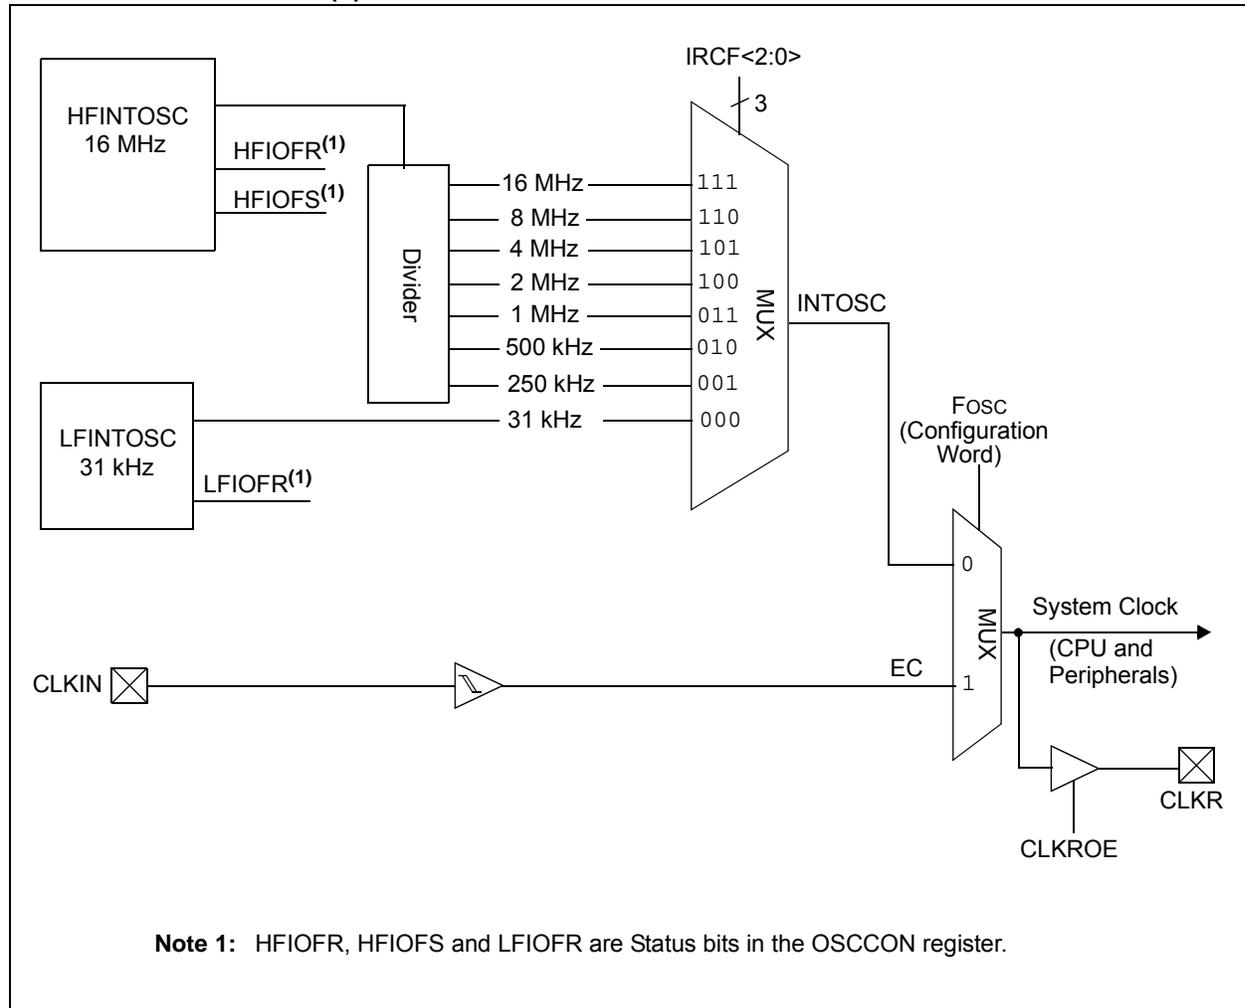 IRCF<2:0>
3
HFINTOSC
16 MHz
HFIOFR(1)
HFIOFS(1)
Divider
16 MHz
8 MHz
4 MHz
2 MHz
1 MHz
500 kHz
250 kHz
31 kHz
111
110
101
100
011
010
001
000
MUX
INTOSC
LFINTOSC
31 kHz
LFIOFR(1)
FOSC
(Configuration
Word)
0
1
MUX
System Clock
(CPU and
Peripherals)
CLKIN
EC
CLKR
CLKROE
Note 1: HFIOFR, HFIOFS and LFIOFR are Status bits in the OSCCON register.